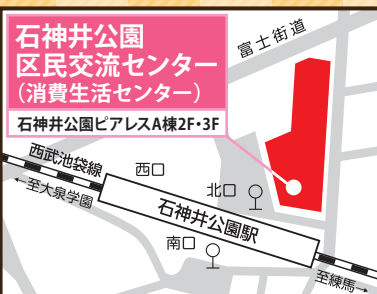 石神井公園
区民交流センター
（消費生活センター）
石神井公園ピアレスA棟2F・3F
富士街道
西武池袋線
西口
←至大泉学園
北口
石神井公園駅
南口
至練馬→